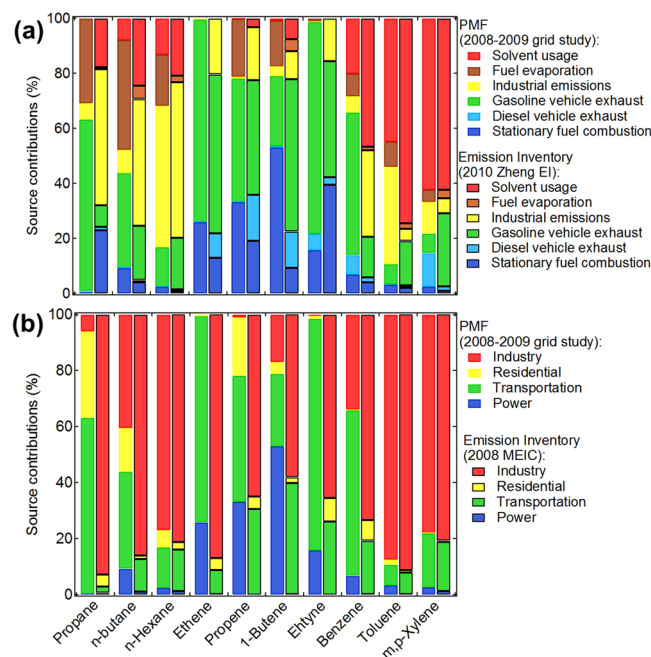 (a)
Source contributions (%)
100
80
60
40
20
0
PMF
(2008-2009 grid study):
Solvent usage
Fuel evaporation
Industrial emissions
Gasoline vehicle exhaust
Diesel vehicle exhaust
Stationary fuel combustion
Emission Inventory
(2010 Zheng EI):
Solvent usage
Fuel evaporation
Industrial emissions
Gasoline vehicle exhaust
Diesel vehicle exhaust
Stationary fuel combustion
(b)
Source contributions (%)
100
80
60
40
20
0
PMF
(2008-2009 grid study):
Industry
Residential
Transportation
Power
Emission Inventory
(2008 MEIC):
Industry
Residential
Transportation
Power
Propane
n-butane
n-Hexane
Ethene
Propene
1-Butene
Ehtyne
Benzene
Toluene
m,p-Xylene